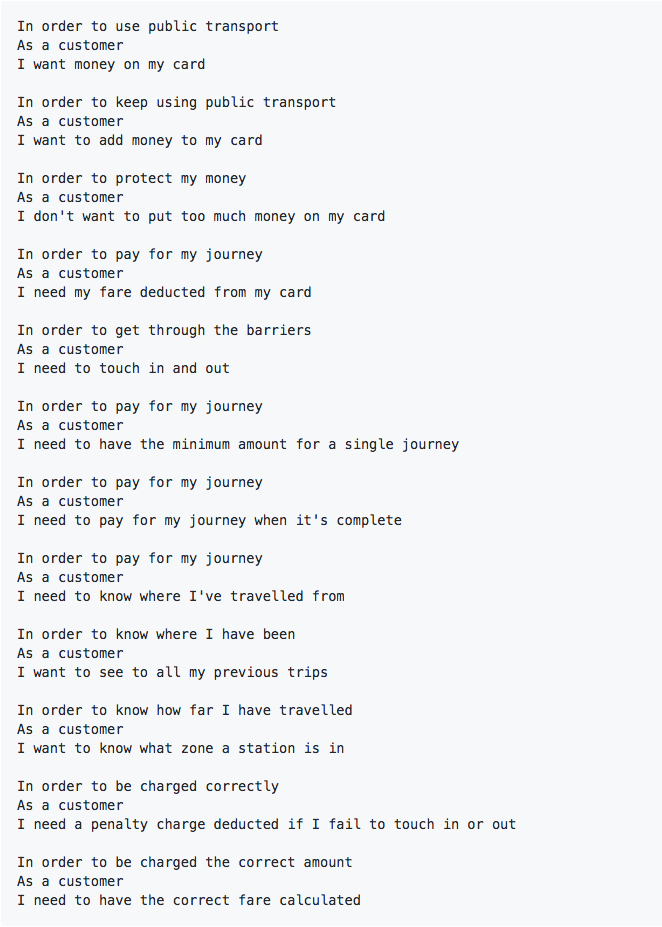 In order to use public transport
As a customer
I want money on my card
In order to keep using public transport
As a customer
I want to add money to my card
In order to protect my money
As a customer
I don't want to put too much money on my card
In order to pay for my journey
As a customer
I need my fare deducted from my card
In order to get through the barriers
As a customer
I need to touch in and out
In order to pay for my journey
As a customer
I need to have the minimum amount for a single journey
In order to pay for my journey
As a customer
I need to pay for my journey when it's complete
In order to pay for my journey
As a customer
I need to know where I've travelled from
In order to know where I have been
As a customer
I want to see to all my previous trips
In order to know how far I have travelled
As a customer
I want to know what zone a station is in
In order to be charged correctly
As a customer
I need a penalty charge deducted if I fail to touch in or out
In order to be charged the correct amount
As a customer
I need to have the correct fare calculated